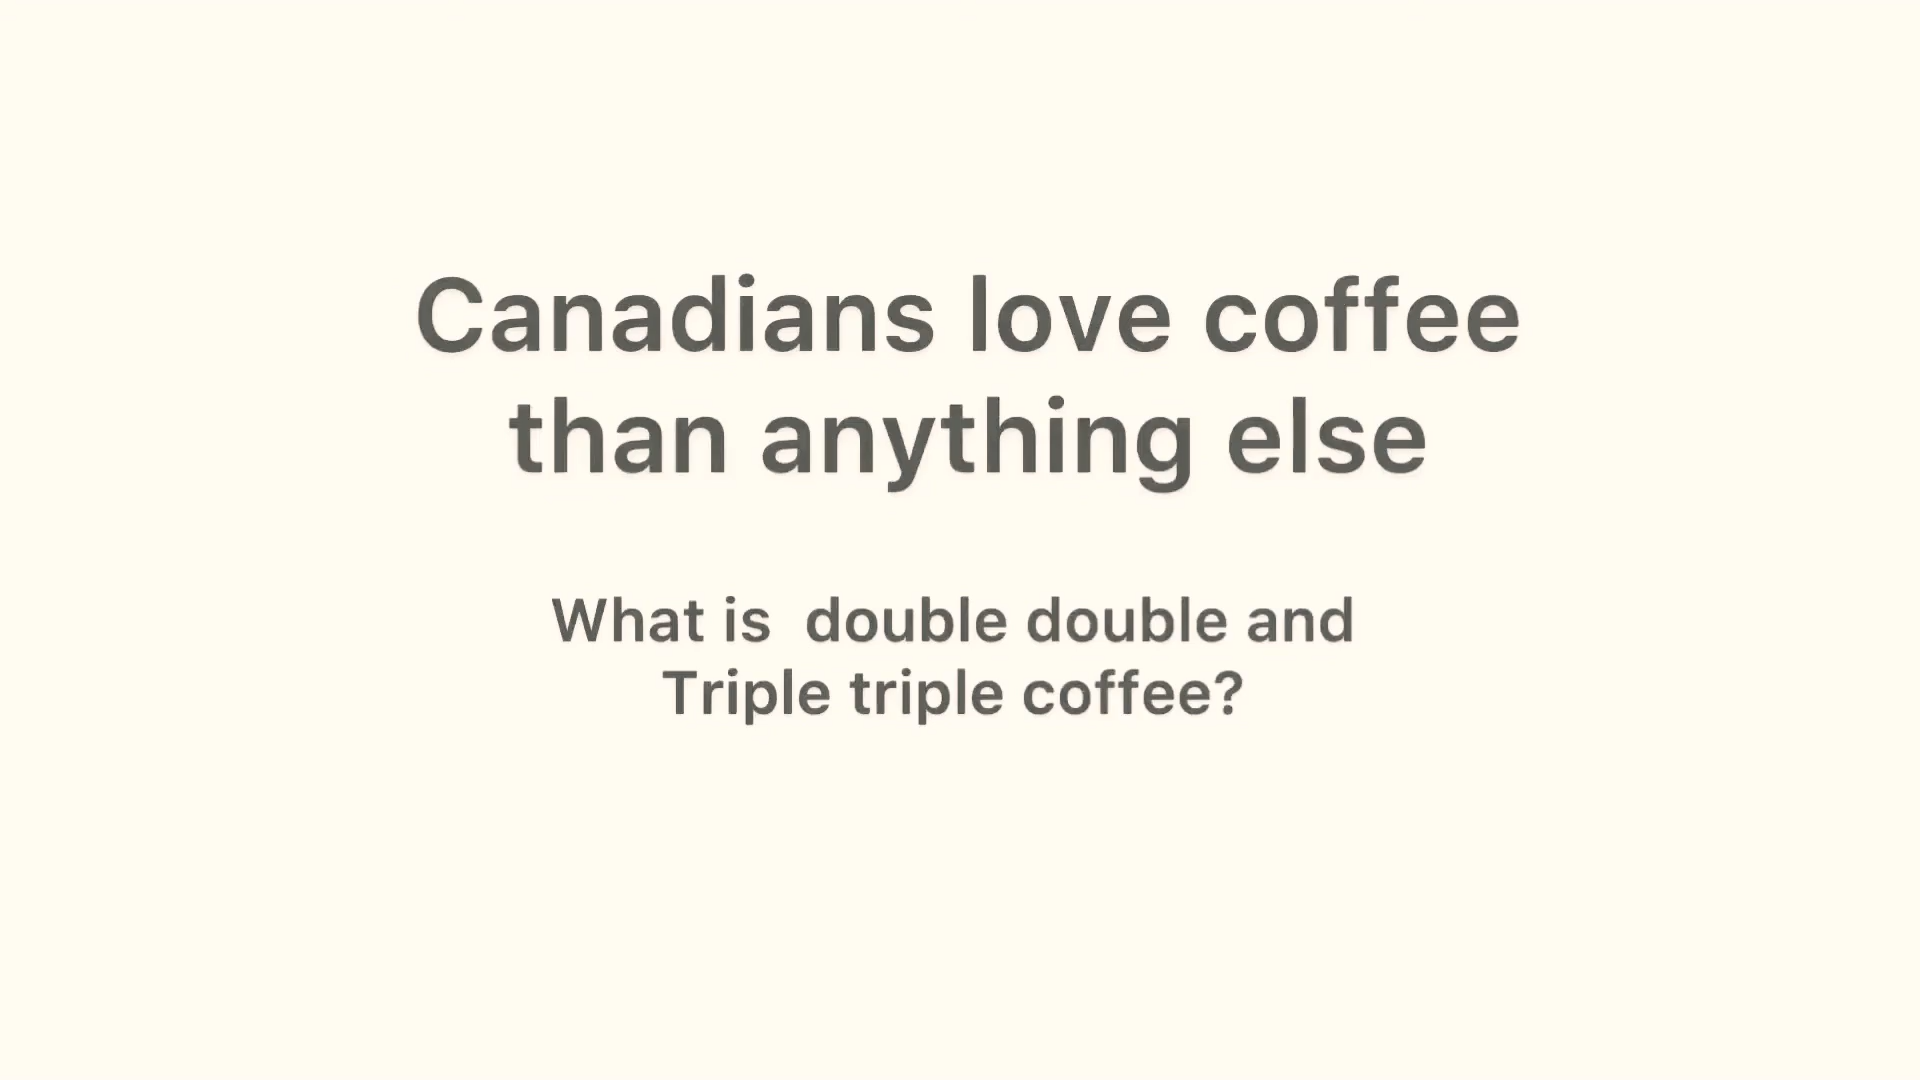 Canadians love coffee
than anything else
What is  double double and
Triple triple coffee?